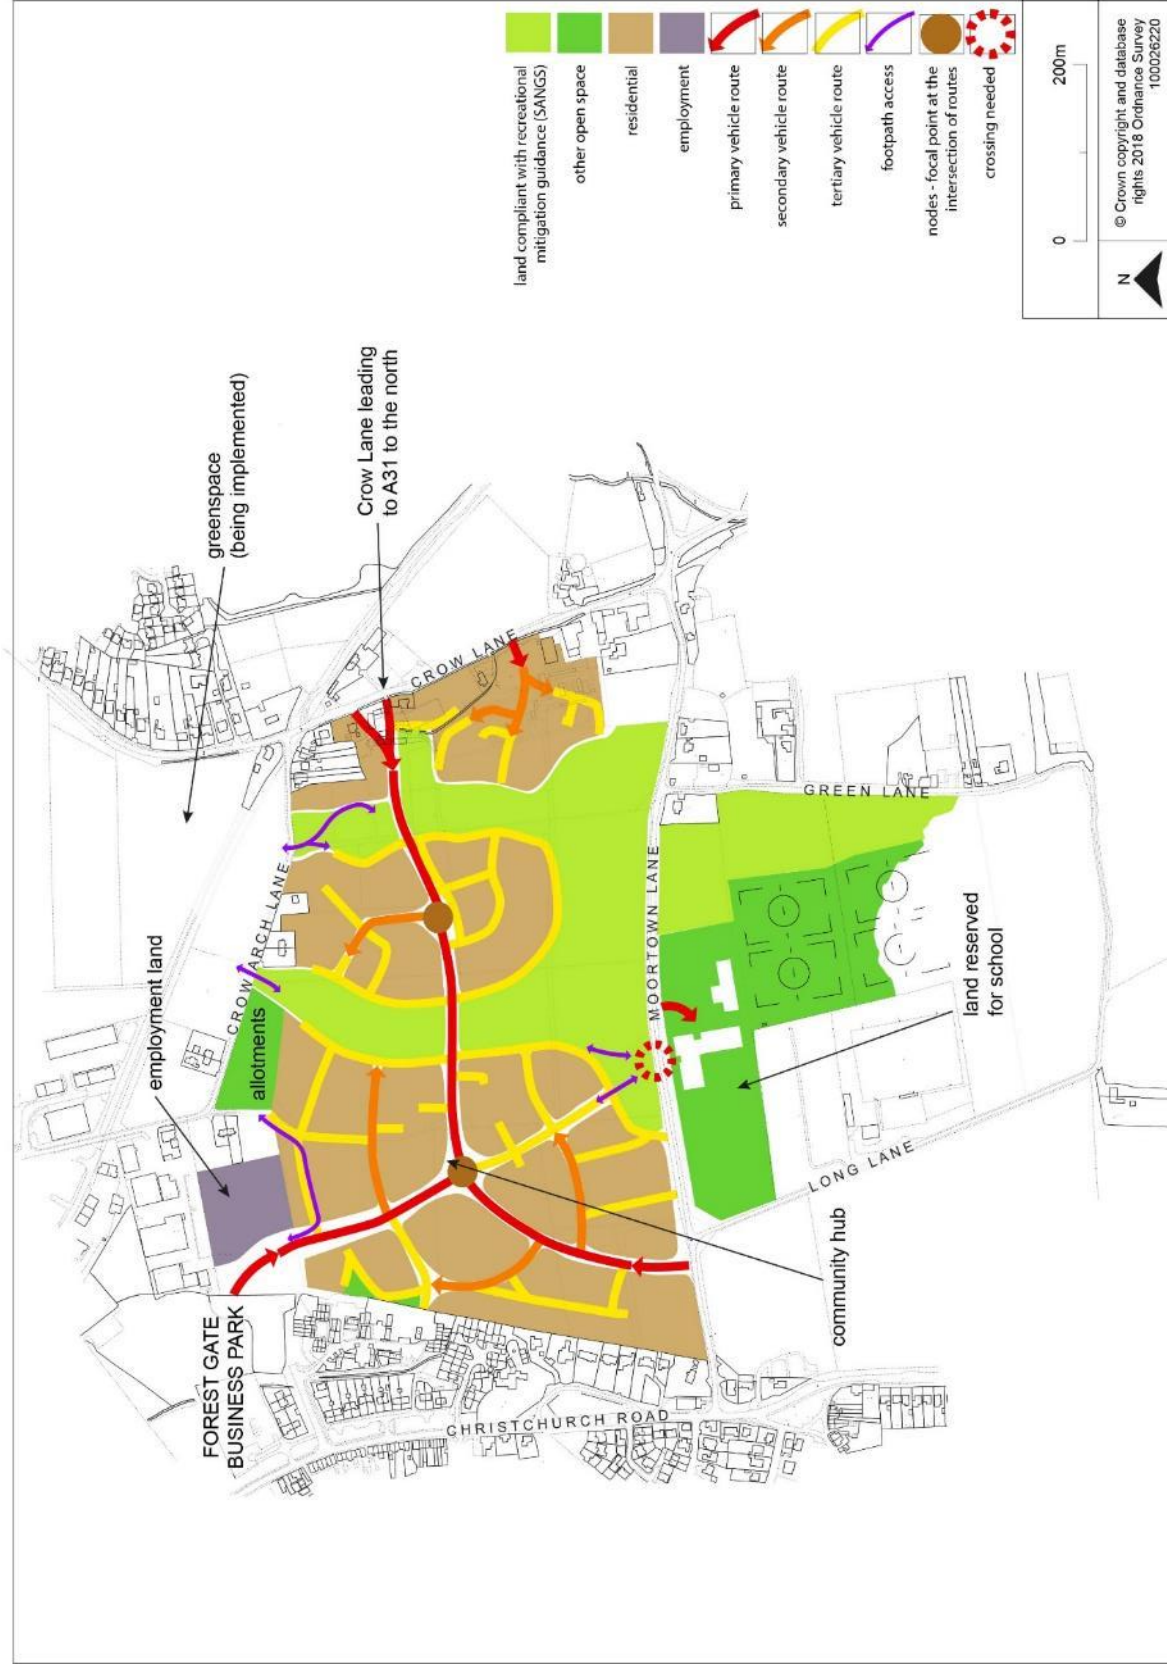 greenspace
(being implemented)
Crow Lane leading
to A31 to the north
employment land
FOREST GATE
BUSINESS PARK
allotments
CROW ARCH LANE
CROW LANE
CHRISTCHURCH ROAD
MOORTOWN LANE
GREEN LANE
LONG LANE
community hub
land reserved
for school
land compliant with recreational
mitigation guidance (SANGS)
other open space
residential
employment
primary vehicle route
secondary vehicle route
tertiary vehicle route
footpath access
nodes - focal point at the
intersection of routes
crossing needed
0 200m
N
© Crown copyright and database
rights 2018 Ordnance Survey
100026220